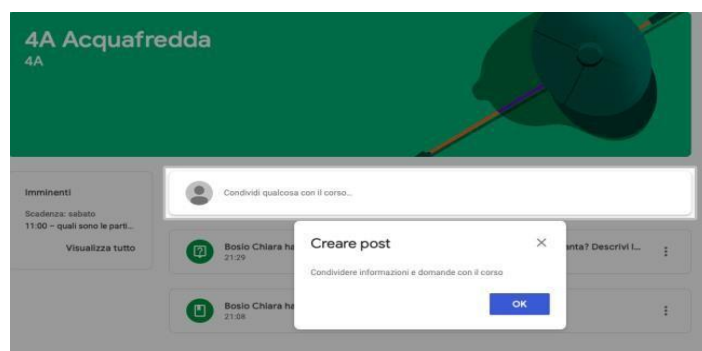 4A Acquafredda
4A
Imminenti
Scadenza: sabato
11:00 – quali sono le parti...
Visualizza tutto
Condividi qualcosa con il corso...
Bosio Chiara ha
21:29
anta? Descrivi l...
Creare post
Condividere informazioni e domande con il corso
OK
Bosio Chiara ha
21:08